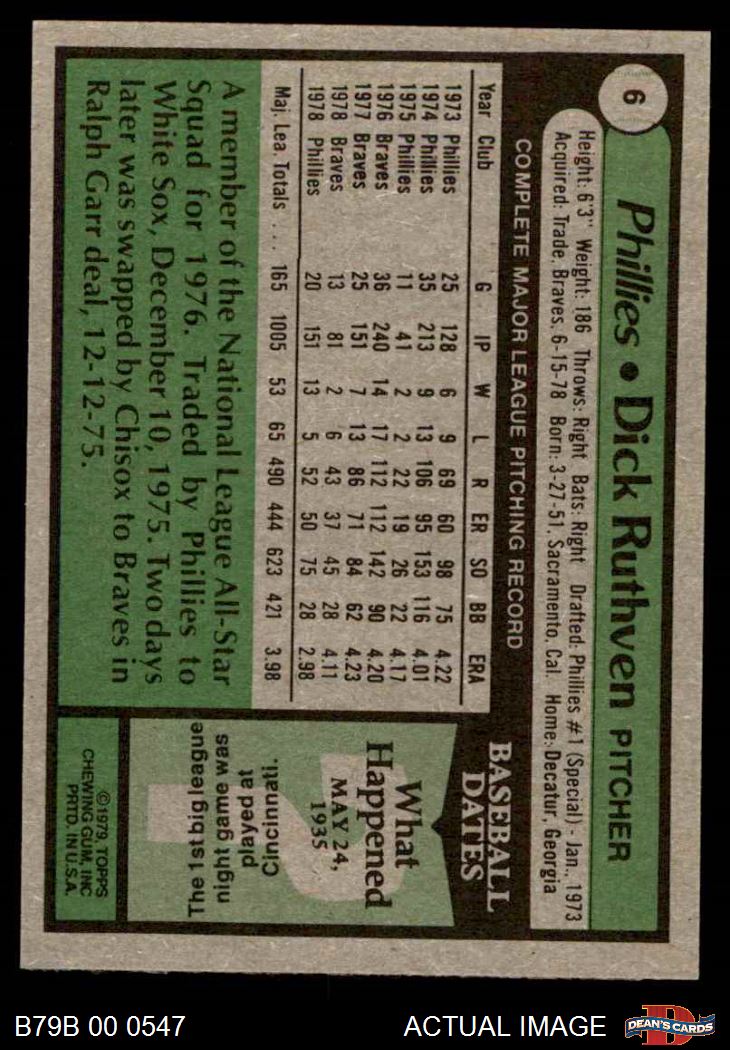 6
Phillies • Dick Ruthven PITCHER
Height: 6'3" Weight: 186 Throws: Right Bats: Right Drafted: Phillies #1 (Special) - Jan., 1973
Acquired: Trade, Braves, 6-15-78 Born: 3-27-51, Sacramento, Cal. Home: Decatur, Georgia
COMPLETE MAJOR LEAGUE PITCHING RECORD
Year Club G IP W L R ER SO BB ERA
1973 Phillies 25 128 6 9 69 60 98 75 4.22
1974 Phillies 35 213 9 13 106 95 153 116 4.01
1975 Phillies 11 41 2 2 22 19 26 22 4.17
1976 Braves 36 240 14 17 112 112 142 90 4.20
1977 Braves 25 151 7 13 86 71 84 62 4.23
1978 Braves 13 81 2 6 43 37 45 28 4.11
1978 Phillies 20 151 13 5 52 50 75 28 2.98
Maj. Lea. Totals . . . 165 1005 53 65 490 444 623 421 3.98
A member of the National League All-Star
Squad for 1976. Traded by Phillies to
White Sox, December 10, 1975. Two days
later was swapped by Chisox to Braves in
Ralph Garr deal, 12-12-75.
BASEBALL
DATES
What
Happened
MAY 24,
1935
The 1st big league
night game was
played at
Cincinnati.
©1979, TOPPS
CHEWING GUM, INC
PRTD. IN U.S.A.
B79B 00 0547 ACTUAL IMAGE
D
DEAN'S CARDS